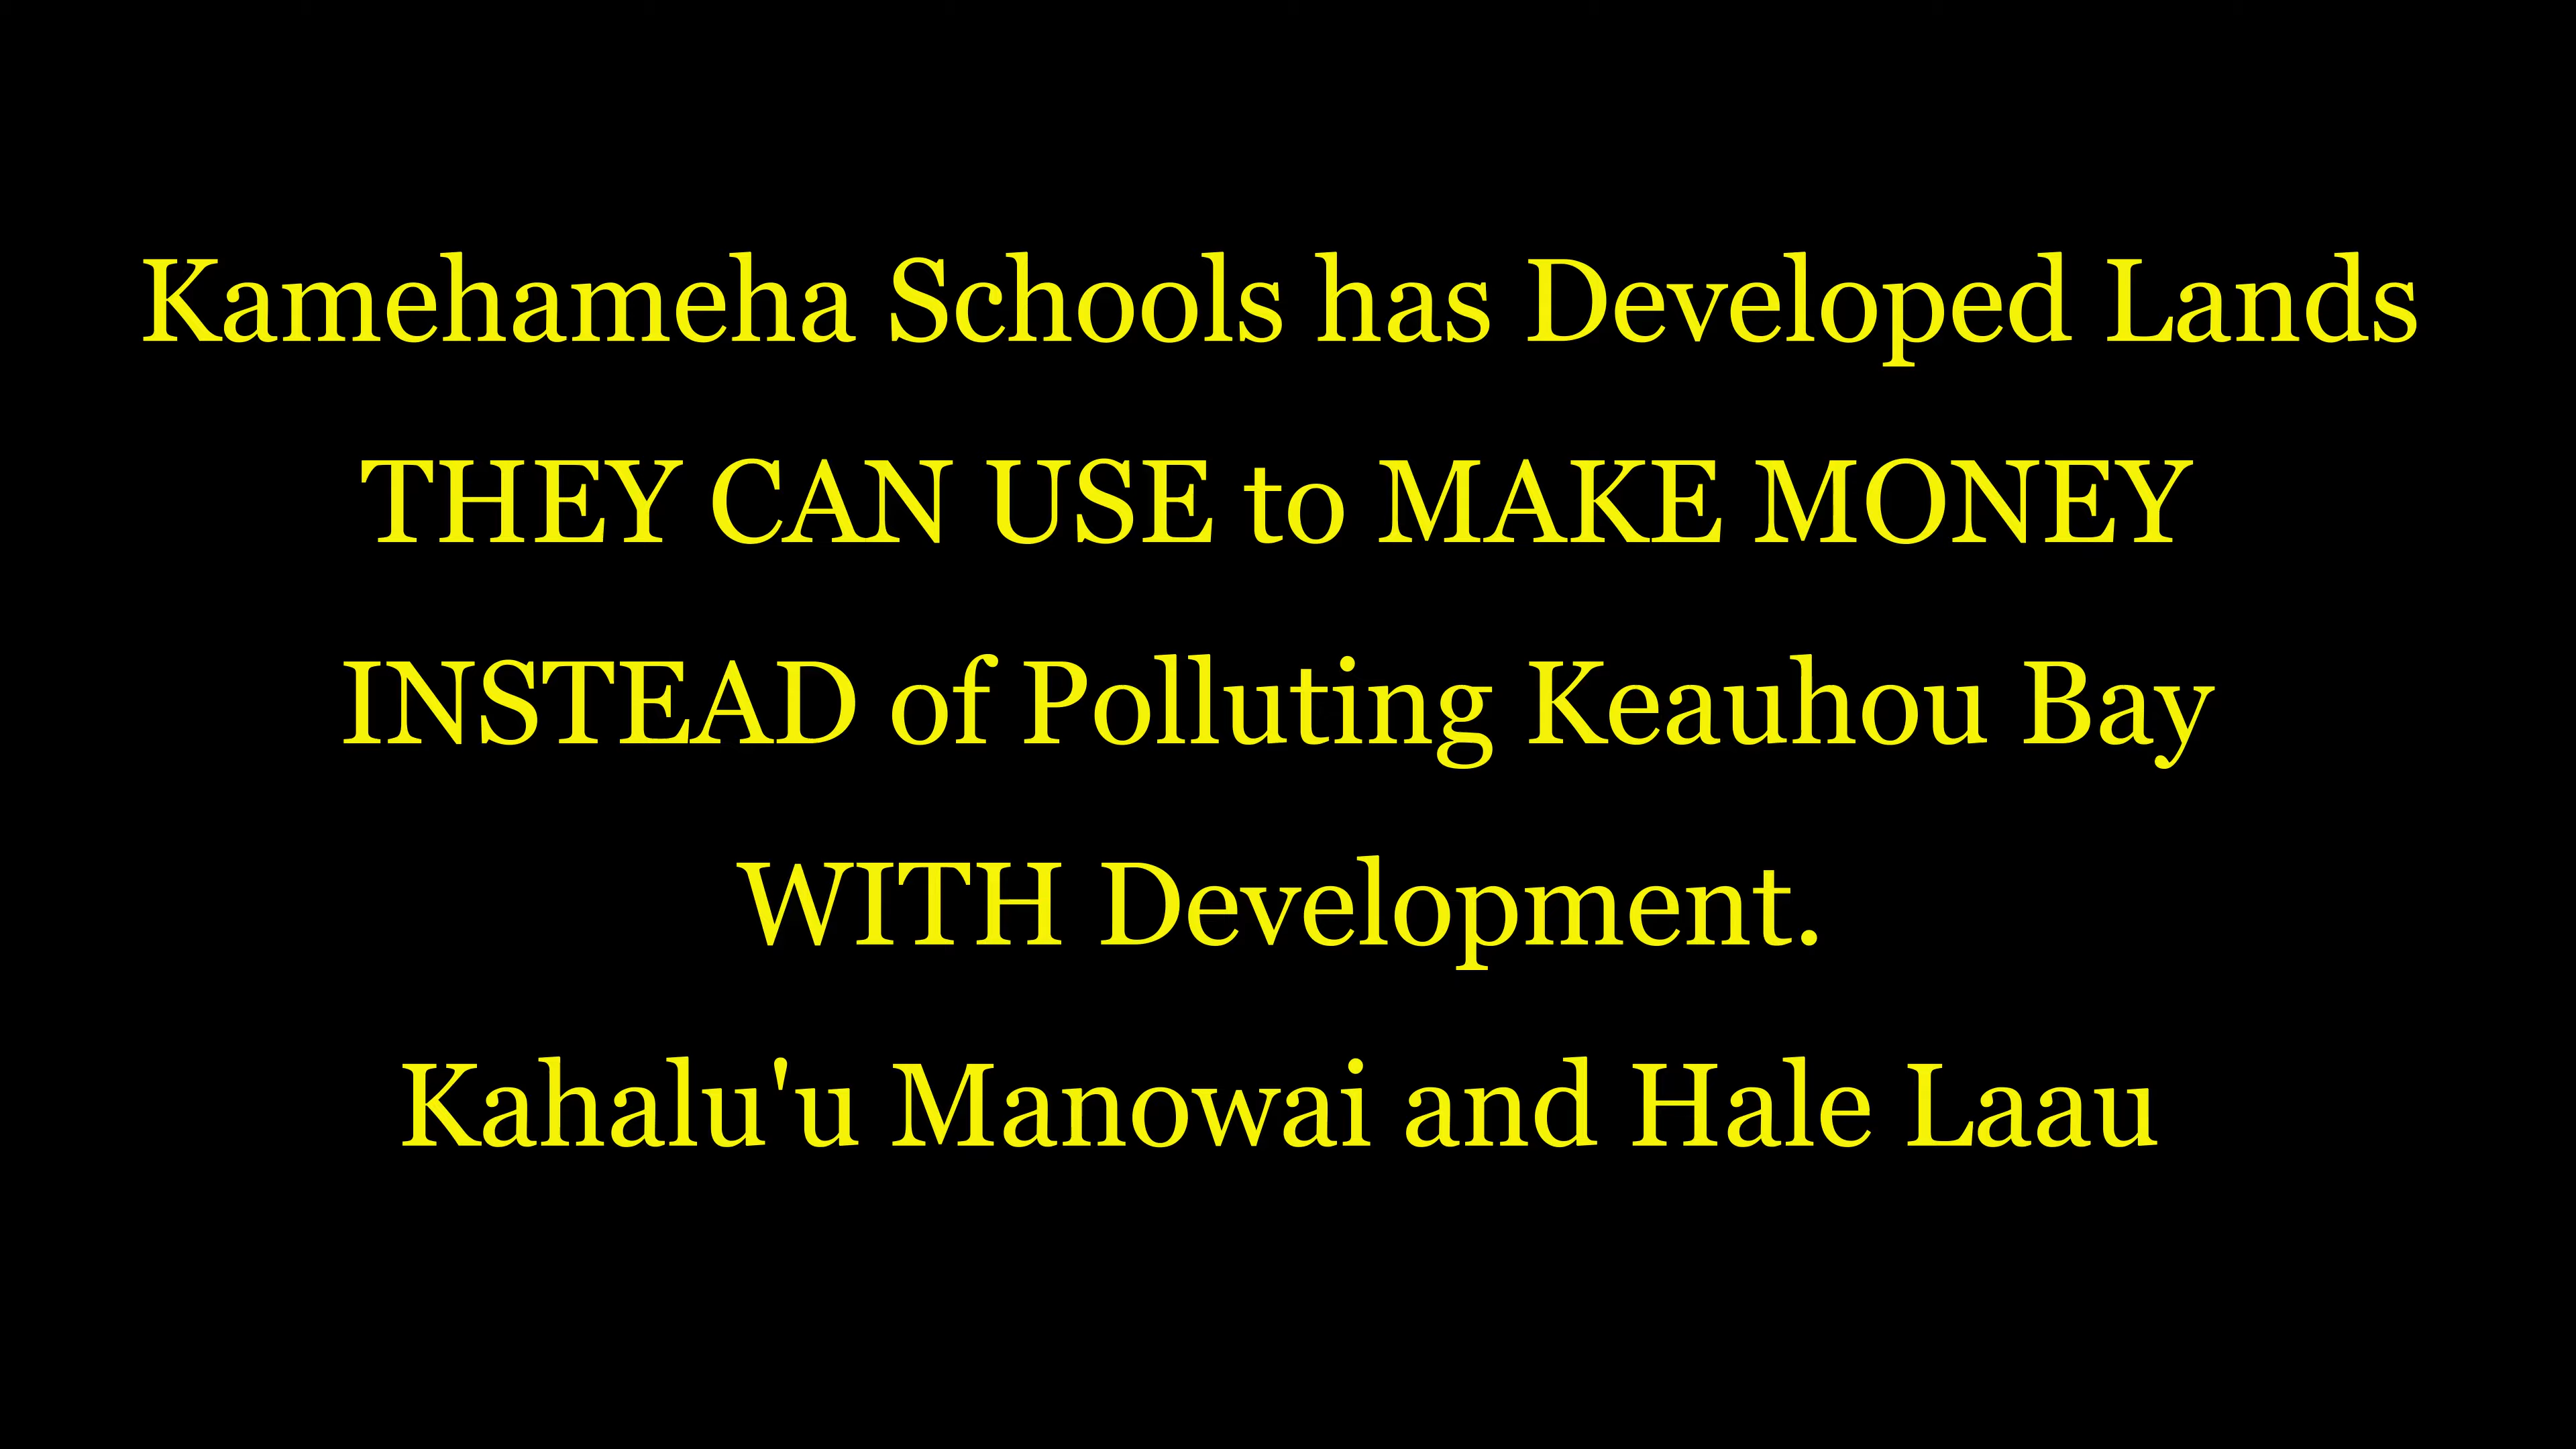 Kamehameha Schools has Developed Lands
THEY CAN USE to MAKE MONEY
INSTEAD of Polluting Keauhou Bay
WITH Development.
Kahalu'u Manowai and Hale Laau